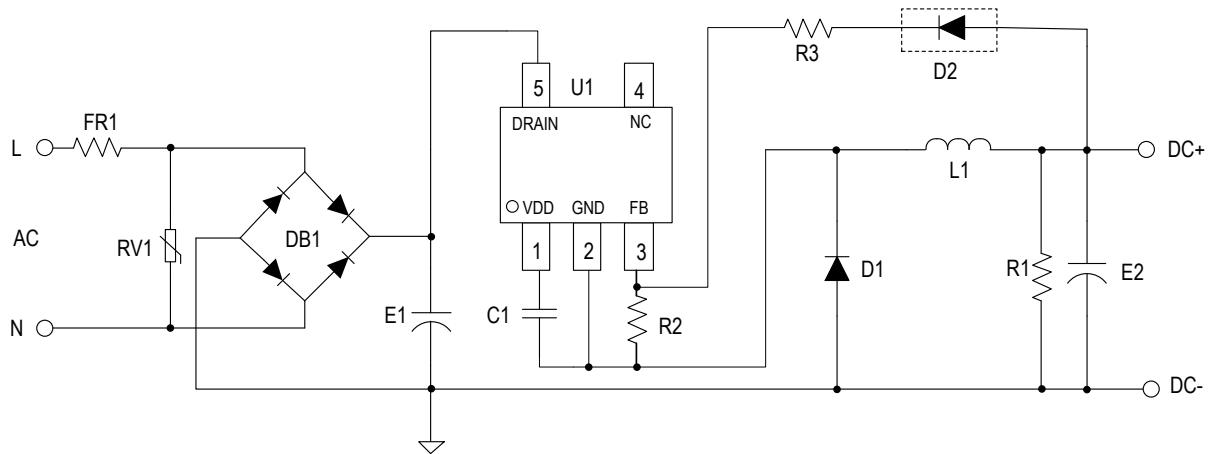 R3
D2
U1
5
4
DRAIN
NC
FR1
L
DC+
L1
VDD
GND
FB
AC
RV1
DB1
1
2
3
D1
R1
E2
E1
C1
R2
N
DC-